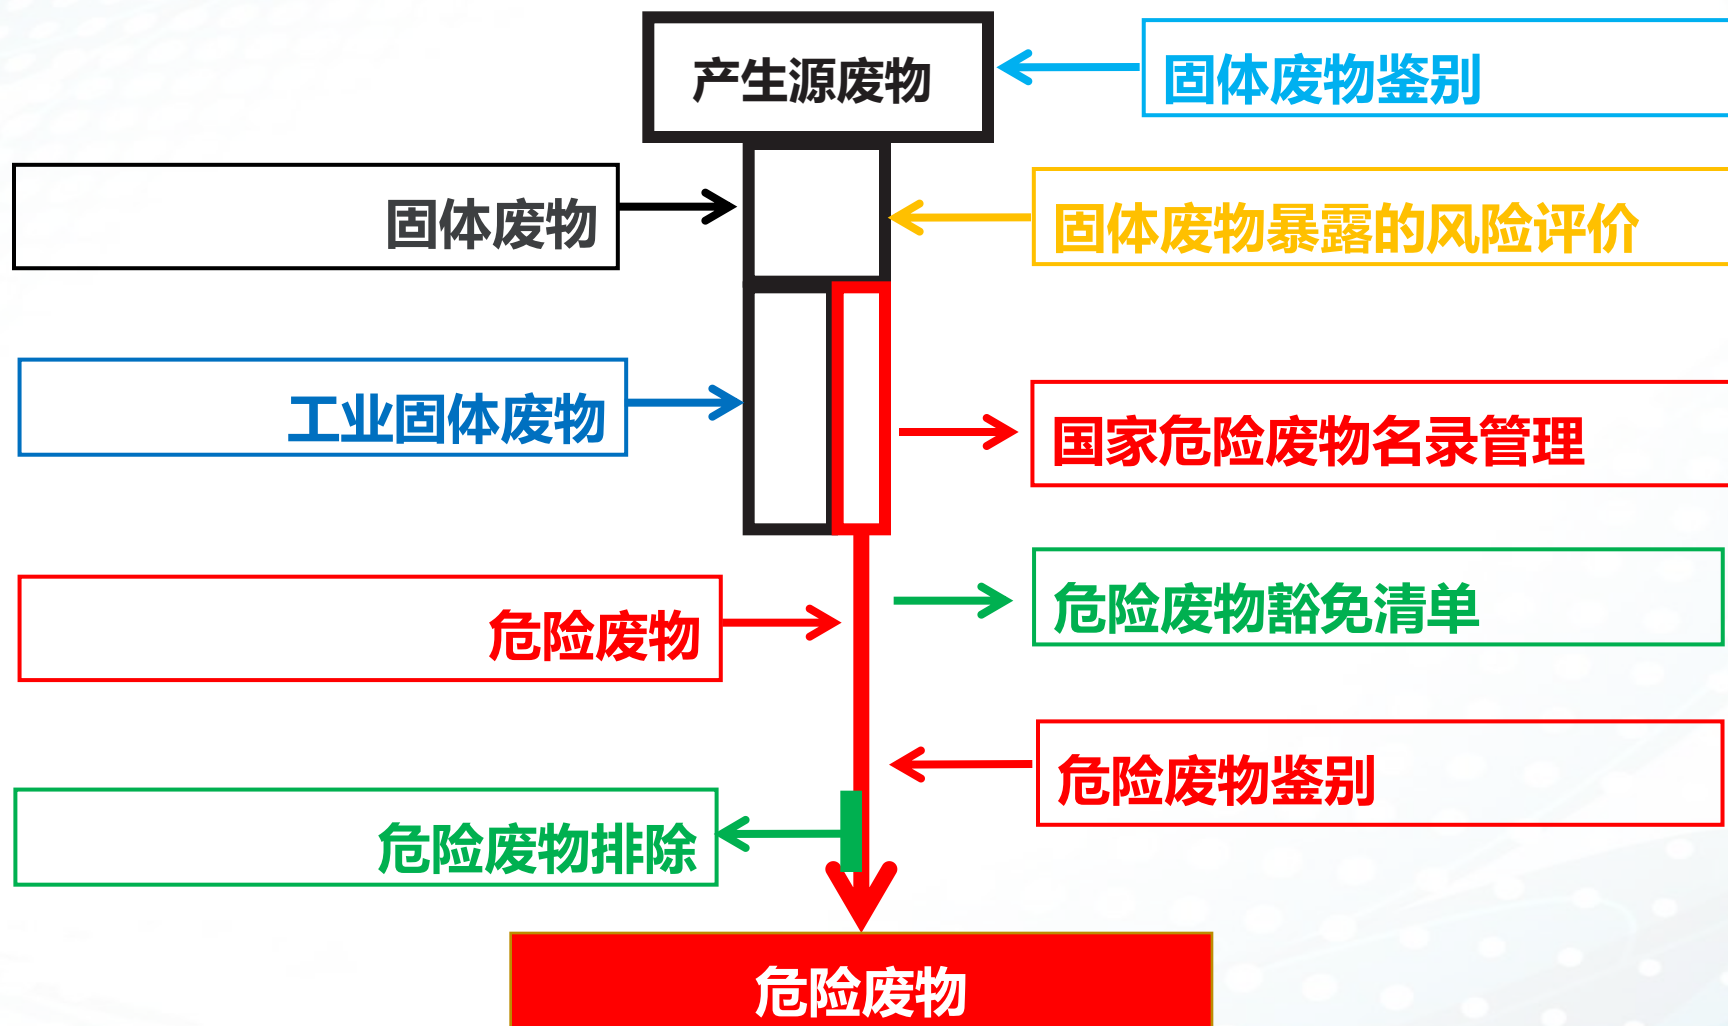 产生源废物
固体废物鉴别
固体废物
固体废物暴露的风险评价
工业固体废物
国家危险废物名录管理
危险废物
危险废物豁免清单
危险废物鉴别
危险废物排除
危险废物